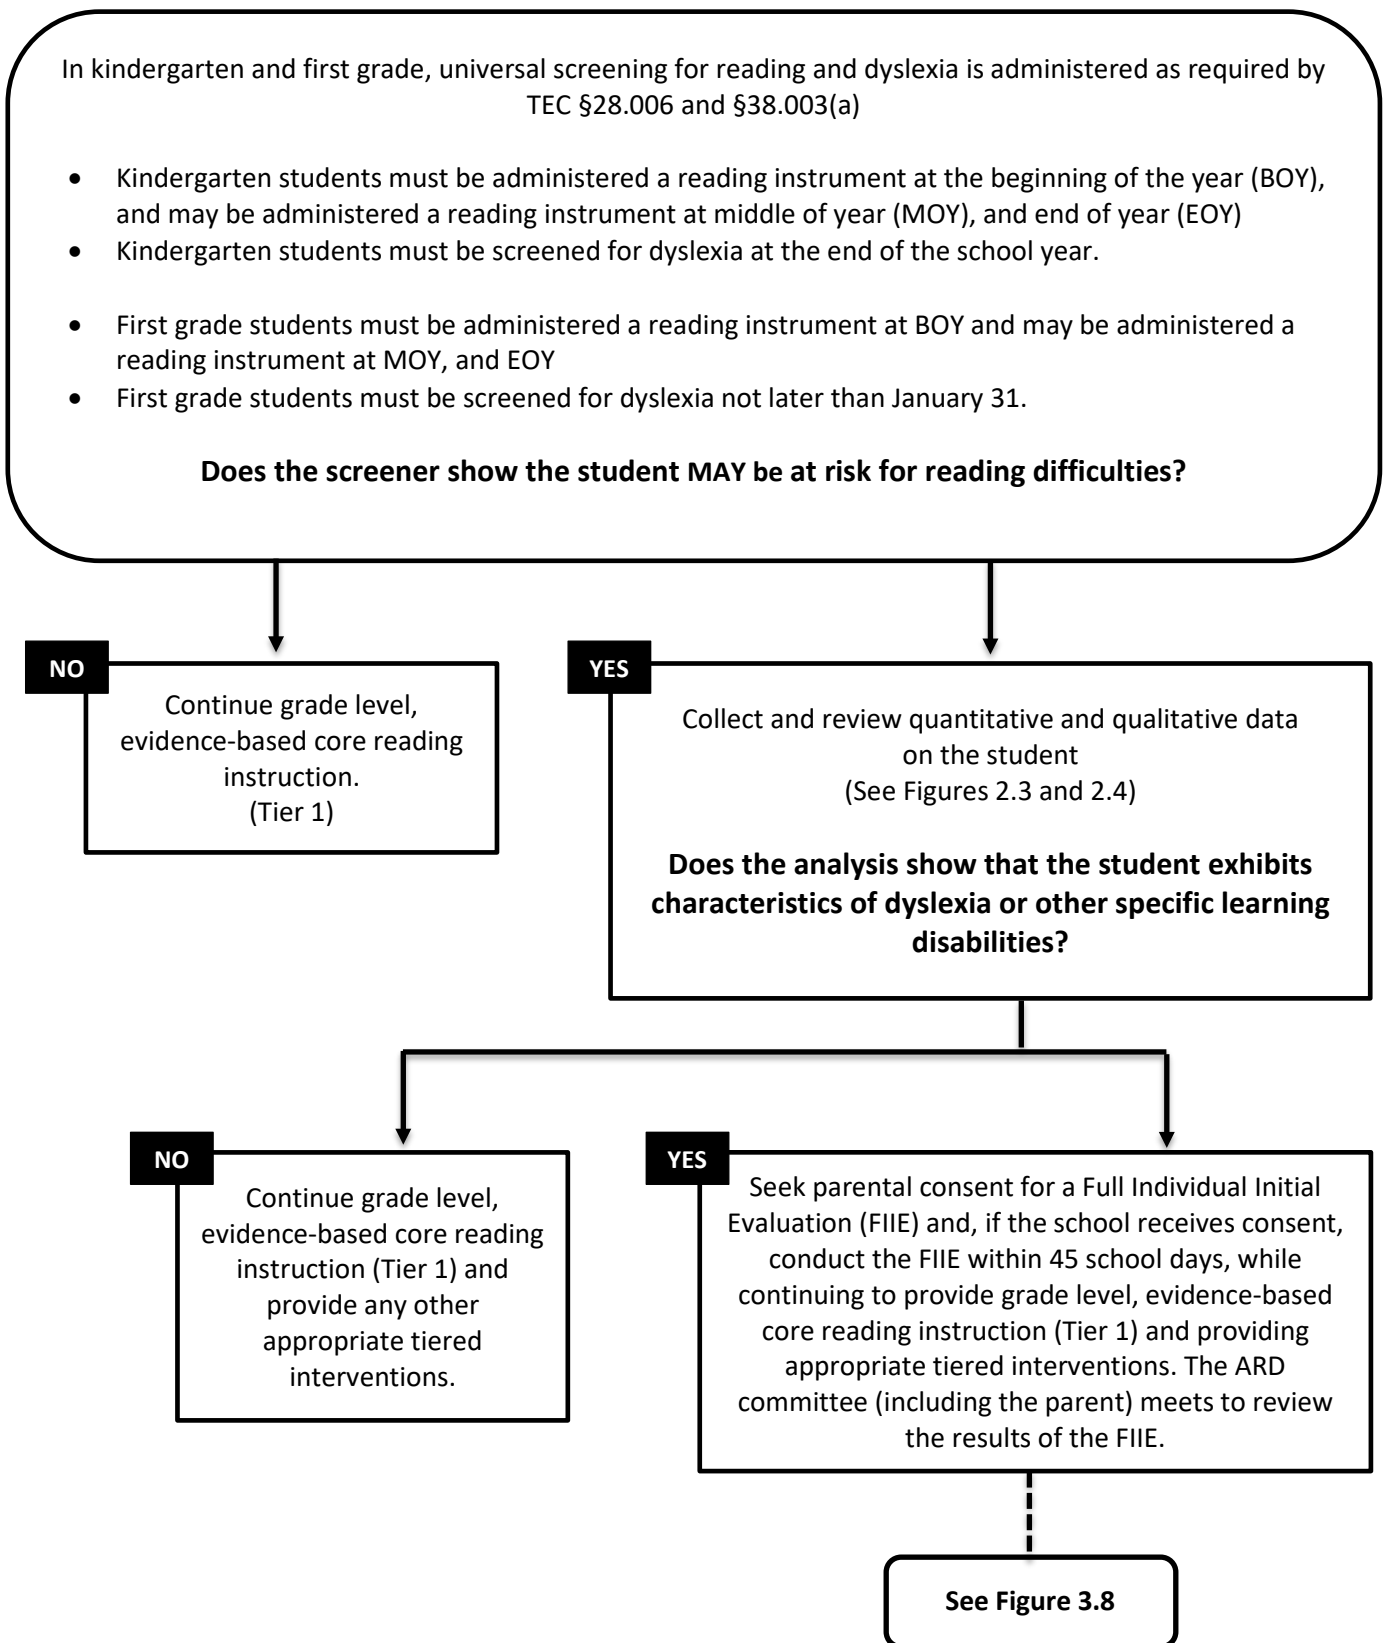 In kindergarten and first grade, universal screening for reading and dyslexia is administered as required by
TEC §28.006 and §38.003(a)
• Kindergarten students must be administered a reading instrument at the beginning of the year (BOY),
and may be administered a reading instrument at middle of year (MOY), and end of year (EOY)
• Kindergarten students must be screened for dyslexia at the end of the school year.
• First grade students must be administered a reading instrument at BOY and may be administered a
reading instrument at MOY, and EOY
• First grade students must be screened for dyslexia not later than January 31.
Does the screener show the student MAY be at risk for reading difficulties?
NO
Continue grade level,
evidence-based core reading
instruction.
(Tier 1)
YES
Collect and review quantitative and qualitative data
on the student
(See Figures 2.3 and 2.4)
Does the analysis show that the student exhibits
characteristics of dyslexia or other specific learning
disabilities?
NO
Continue grade level,
evidence-based core reading
instruction (Tier 1) and
provide any other
appropriate tiered
interventions.
YES
Seek parental consent for a Full Individual Initial
Evaluation (FIIE) and, if the school receives consent,
conduct the FIIE within 45 school days, while
continuing to provide grade level, evidence-based
core reading instruction (Tier 1) and providing
appropriate tiered interventions. The ARD
committee (including the parent) meets to review
the results of the FIIE.
See Figure 3.8